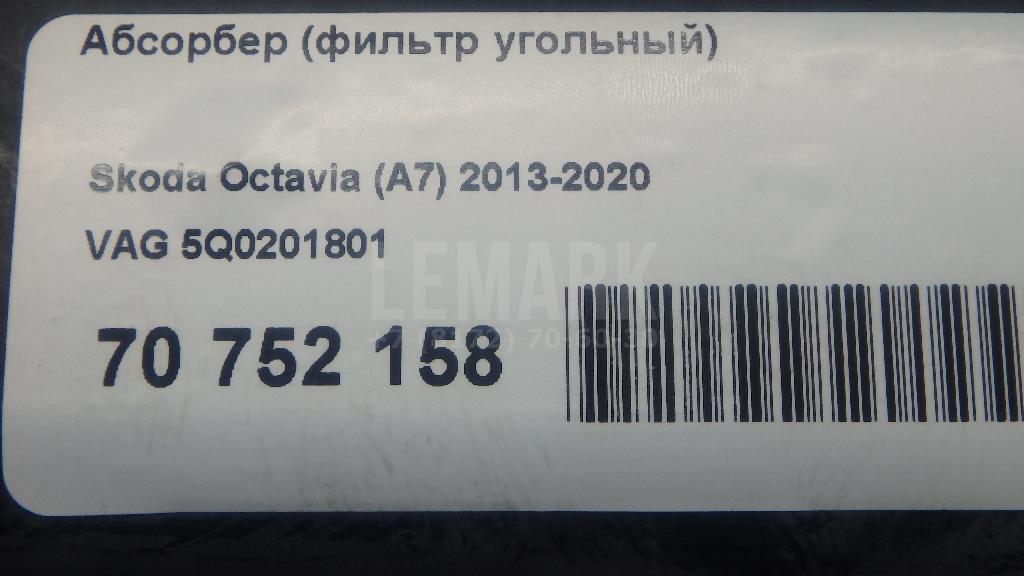 Абсорбер (фильтр угольный)
Skoda Octavia (A7) 2013-2020
VAG 5Q0201801
LEMARK
70 752 158